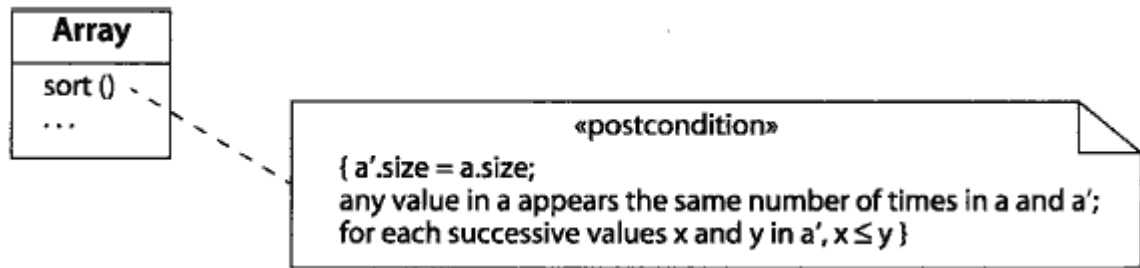 Array
sort ()
...
«postcondition»
{ a′.size = a.size;
any value in a appears the same number of times in a and a′;
for each successive values x and y in a′, x ≤ y }